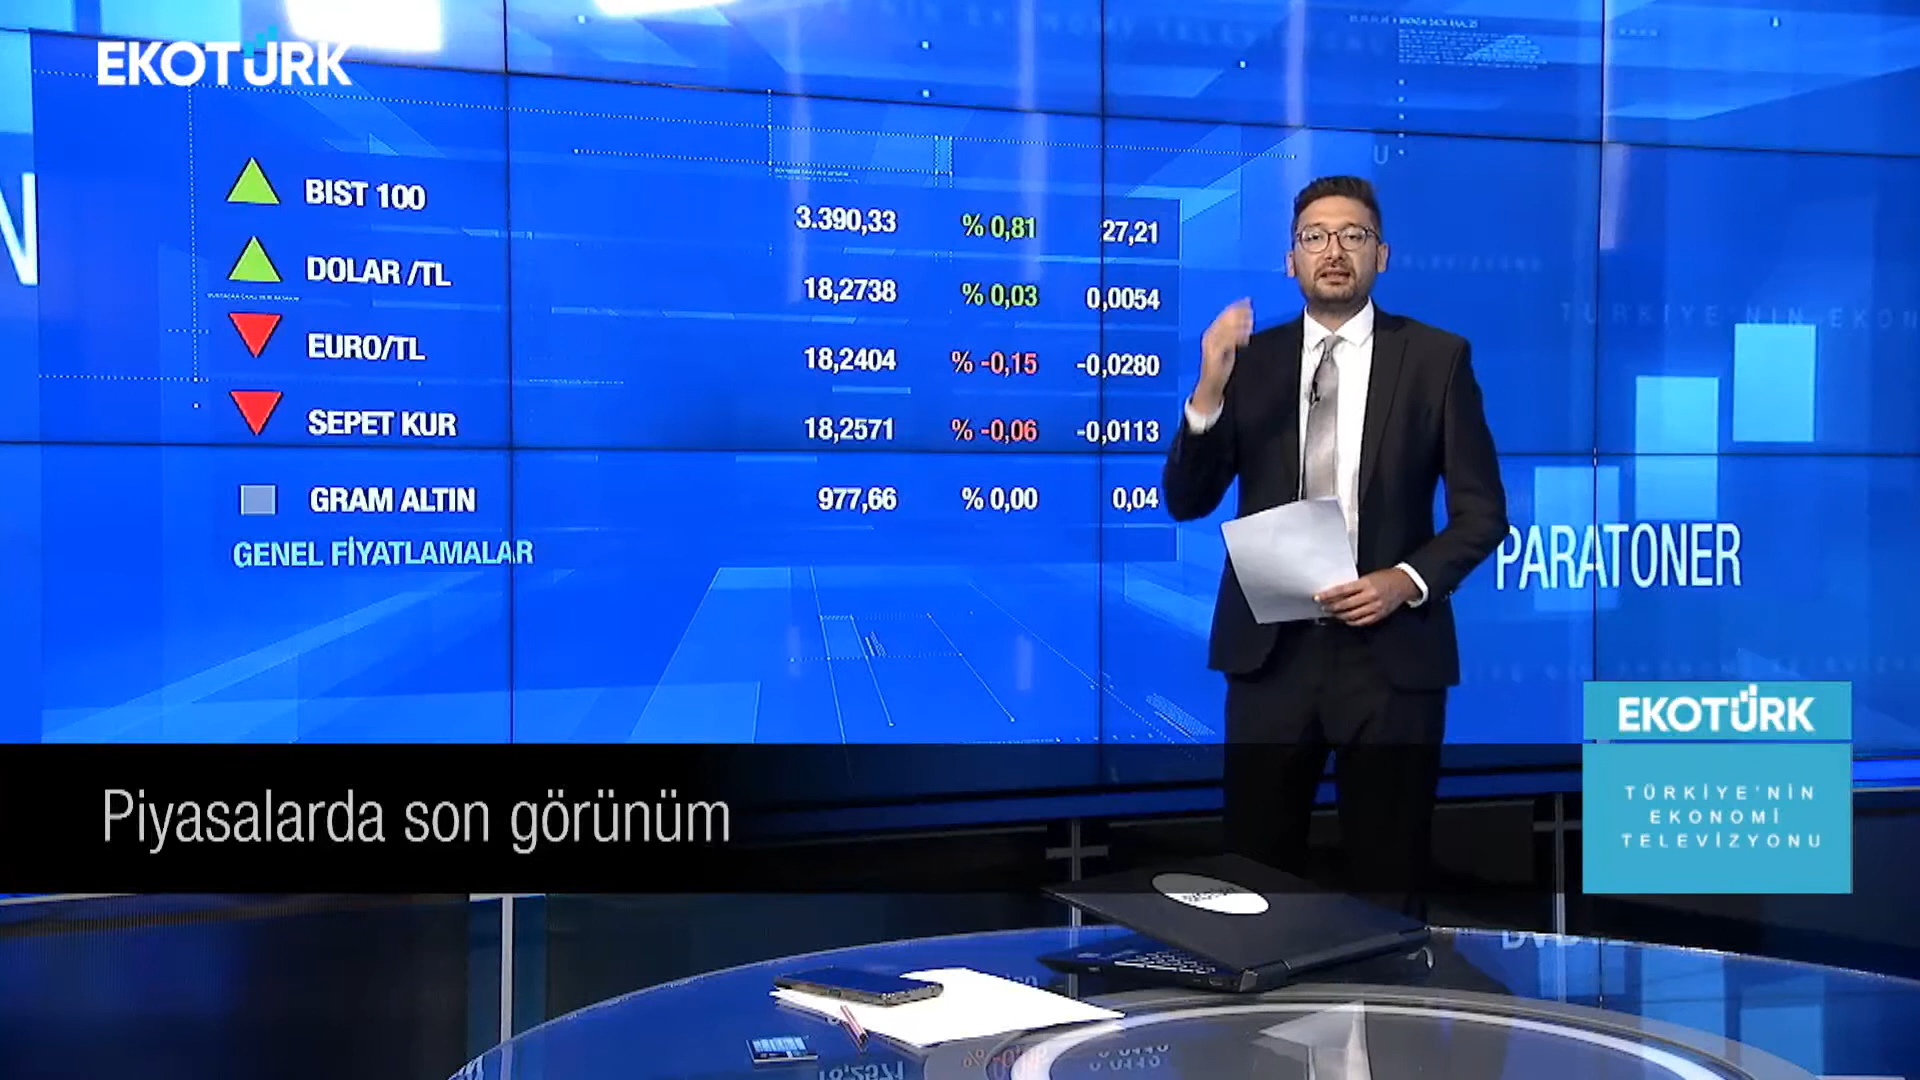 EKOTÜRK
BIST 100 3.390,33 % 0,81 27,21
DOLAR /TL 18,2738 % 0,03 0,0054
EURO/TL 18,2404 % -0,15 -0,0280
SEPET KUR 18,2571 % -0,06 -0,0113
GRAM ALTIN 977,66 % 0,00 0,04
GENEL FİYATLAMALAR
PARATONER
EKOTÜRK
TÜRKİYE'NİN
EKONOMİ
TELEVİZYONU
Piyasalarda son görünüm